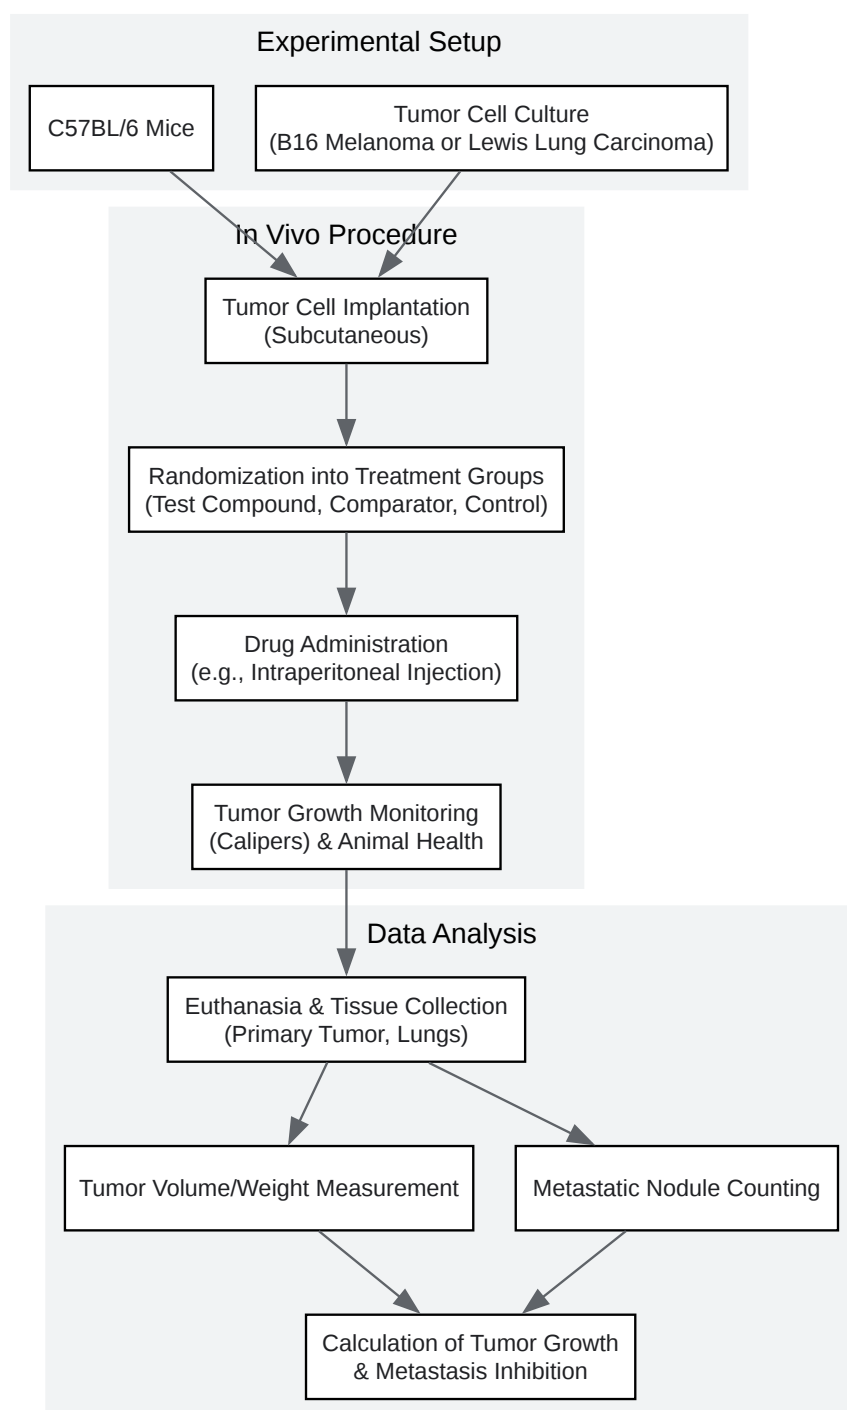 Experimental Setup
C57BL/6 Mice
Tumor Cell Culture
(B16 Melanoma or Lewis Lung Carcinoma)
In Vivo Procedure
Tumor Cell Implantation
(Subcutaneous)
Randomization into Treatment Groups
(Test Compound, Comparator, Control)
Drug Administration
(e.g., Intraperitoneal Injection)
Tumor Growth Monitoring
(Calipers) & Animal Health
Data Analysis
Euthanasia & Tissue Collection
(Primary Tumor, Lungs)
Tumor Volume/Weight Measurement
Metastatic Nodule Counting
Calculation of Tumor Growth
& Metastasis Inhibition